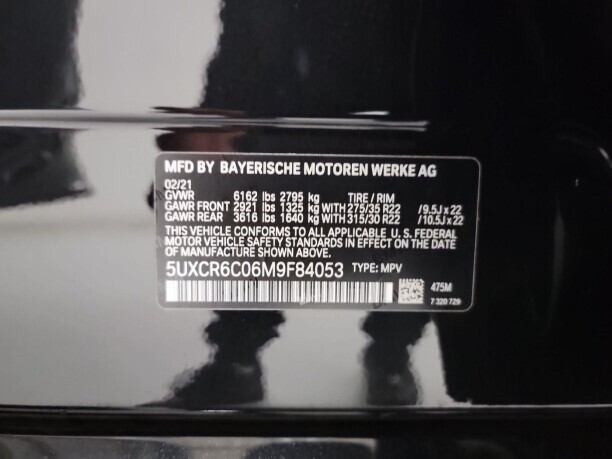 MFD BY BAYERISCHE MOTOREN WERKE AG
02/21
GVWR 6162 lbs 2795 kg TIRE / RIM
GAWR FRONT 2921 lbs 1325 kg WITH 275/35 R22 /9.5J x 22
GAWR REAR 3616 lbs 1640 kg WITH 315/30 R22 /10.5J x 22
THIS VEHICLE CONFORMS TO ALL APPLICABLE U. S. FEDERAL
MOTOR VEHICLE SAFETY STANDARDS IN EFFECT ON THE DATE
OF MANUFACTURE SHOWN ABOVE.
5UXCR6C06M9F84053 TYPE: MPV
475M
7 320 729